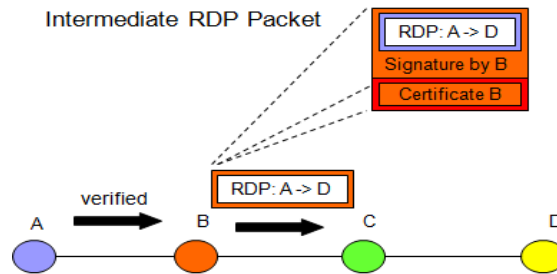 Intermediate RDP Packet
RDP: A -> D
Signature by B
Certificate B
RDP: A -> D
verified
A
B
C
D